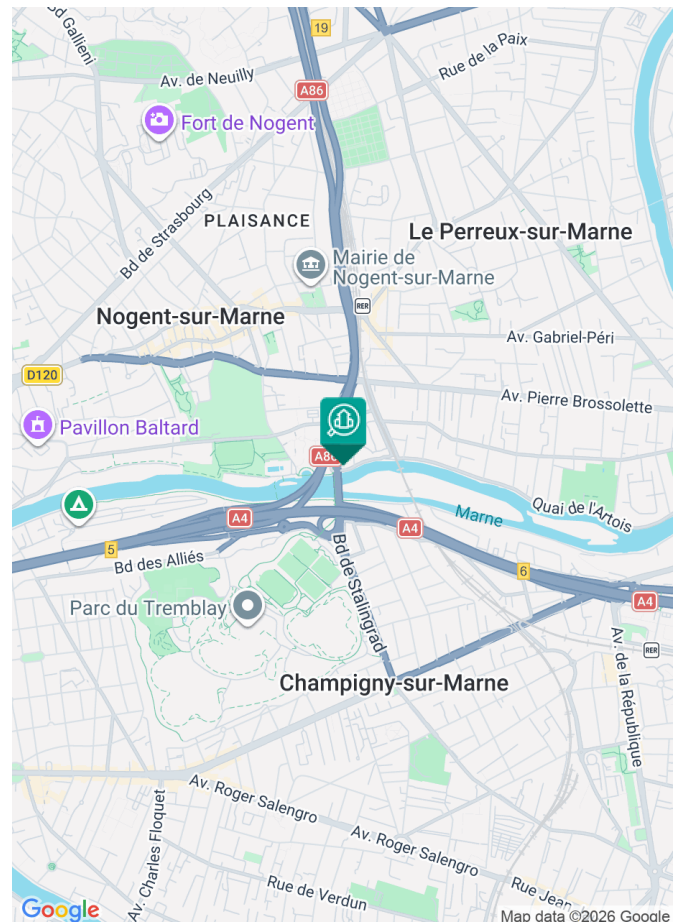 Bd Gallieni
19
Rue de la Paix
Av. de Neuilly
A86
Fort de Nogent
PLAISANCE
Bd de Strasbourg
Le Perreux-sur-Marne
Mairie de
Nogent-sur-Marne
RER
Nogent-sur-Marne
Av. Gabriel-Péri
D120
Av. Pierre Brossolette
Pavillon Baltard
A86
Quai de l'Artois
Marne
A4
A4
5
Bd des Alliés
6
Bd de Stalingrad
Parc du Tremblay
A4
RER
Av. de la République
Champigny-sur-Marne
Av. Roger Salengro
Av. Charles Floquet
Av. Roger Salengro
Rue de Verdun
Rue Jean
Google
Map data ©2026 Google